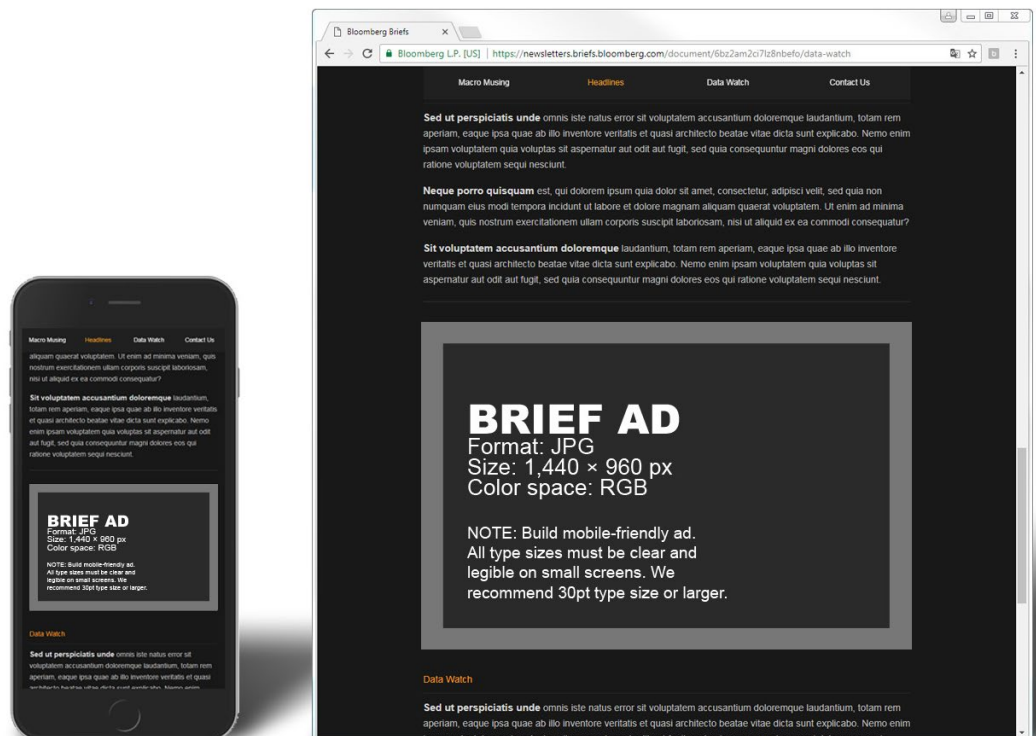 Macro Musing Headlines Data Watch Contact Us
aliquam quaerat voluptatem. Ut enim ad minima veniam, quis
nostrum exercitationem ullam corporis suscipit laboriosam,
nisi ut aliquid ex ea commodi consequatur?
Sit voluptatem accusantium doloremque laudantium,
totam rem aperiam, eaque ipsa quae ab illo inventore veritatis
et quasi architecto beatae vitae dicta sunt explicabo. Nemo
enim ipsam voluptatem quia voluptas sit aspernatur aut odit
aut fugit, sed quia consequuntur magni dolores eos qui
ratione voluptatem sequi nesciunt.
BRIEF AD
Format: JPG
Size: 1,440 × 960 px
Color space: RGB
NOTE: Build mobile-friendly ad.
All type sizes must be clear and
legible on small screens. We
recommend 30pt type size or larger.
Data Watch
Sed ut perspiciatis unde omnis iste natus error sit
voluptatem accusantium doloremque laudantium, totam rem
aperiam, eaque ipsa quae ab illo inventore veritatis et quasi
architecto beatae vitae dicta sunt explicabo. Nemo enim
Bloomberg Briefs
Bloomberg L.P. [US] | https://newsletters.briefs.bloomberg.com/document/6bz2am2ci7lz8nbefo/data-watch
Macro Musing Headlines Data Watch Contact Us
Sed ut perspiciatis unde omnis iste natus error sit voluptatem accusantium doloremque laudantium, totam rem
aperiam, eaque ipsa quae ab illo inventore veritatis et quasi architecto beatae vitae dicta sunt explicabo. Nemo enim
ipsam voluptatem quia voluptas sit aspernatur aut odit aut fugit, sed quia consequuntur magni dolores eos qui
ratione voluptatem sequi nesciunt.
Neque porro quisquam est, qui dolorem ipsum quia dolor sit amet, consectetur, adipisci velit, sed quia non
numquam eius modi tempora incidunt ut labore et dolore magnam aliquam quaerat voluptatem. Ut enim ad minima
veniam, quis nostrum exercitationem ullam corporis suscipit laboriosam, nisi ut aliquid ex ea commodi consequatur?
Sit voluptatem accusantium doloremque laudantium, totam rem aperiam, eaque ipsa quae ab illo inventore
veritatis et quasi architecto beatae vitae dicta sunt explicabo. Nemo enim ipsam voluptatem quia voluptas sit
aspernatur aut odit aut fugit, sed quia consequuntur magni dolores eos qui ratione voluptatem sequi nesciunt.
BRIEF AD
Format: JPG
Size: 1,440 × 960 px
Color space: RGB
NOTE: Build mobile-friendly ad.
All type sizes must be clear and
legible on small screens. We
recommend 30pt type size or larger.
Data Watch
Sed ut perspiciatis unde omnis iste natus error sit voluptatem accusantium doloremque laudantium, totam rem
aperiam, eaque ipsa quae ab illo inventore veritatis et quasi architecto beatae vitae dicta sunt explicabo. Nemo enim